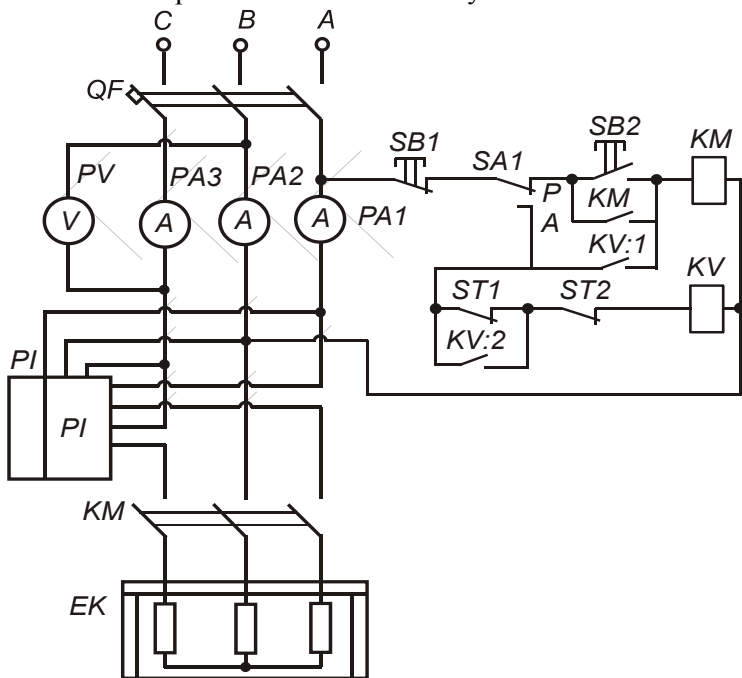 C B A
QF
SB1 SA1 SB2 KM
PV PA3 PA2 PA1 P
V A A A A KM
KV:1 KV
ST1 ST2
KV:2
PI
PI
KM
EK